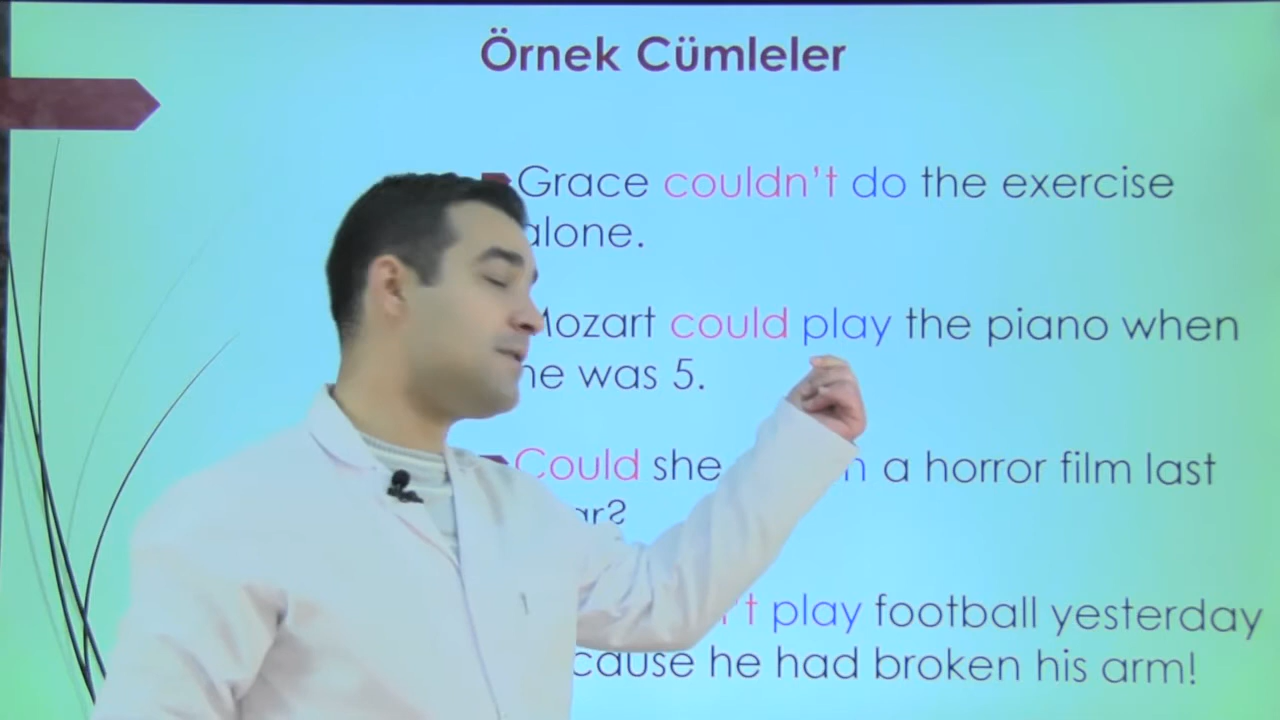 Örnek Cümleler
Grace couldn't do the exercise
alone.
Mozart could play the piano when
he was 5.
Could she a horror film last
play football yesterday
cause he had broken his arm!